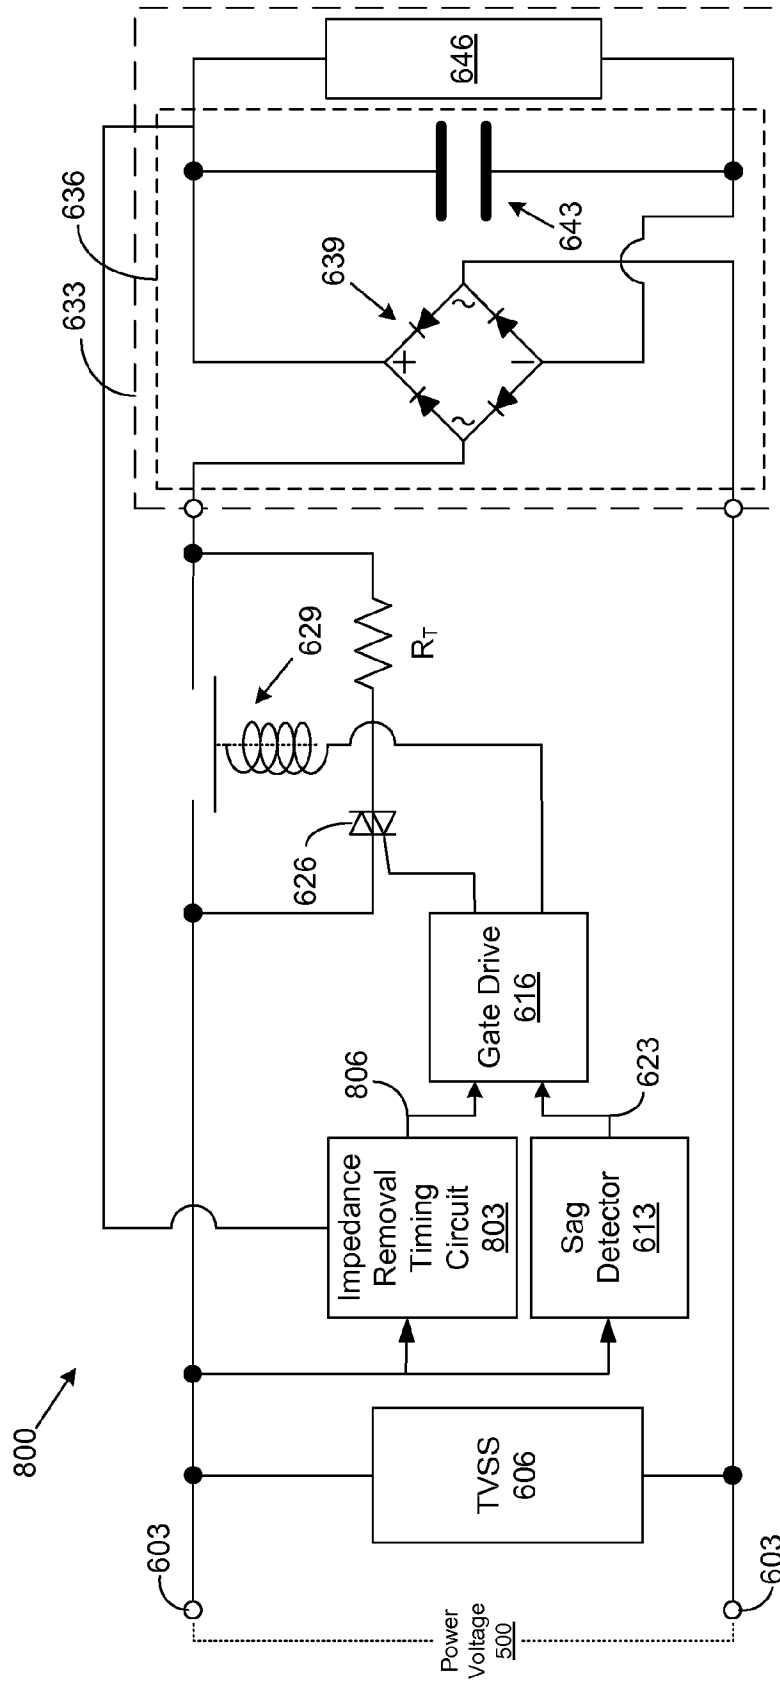 800
603
603
Power
Voltage
500
TVSS
606
Impedance
Removal
Timing
Circuit
803
806
Sag
Detector
613
623
Gate Drive
616
626
629
RT
633
636
639
+
~
~
−
643
646